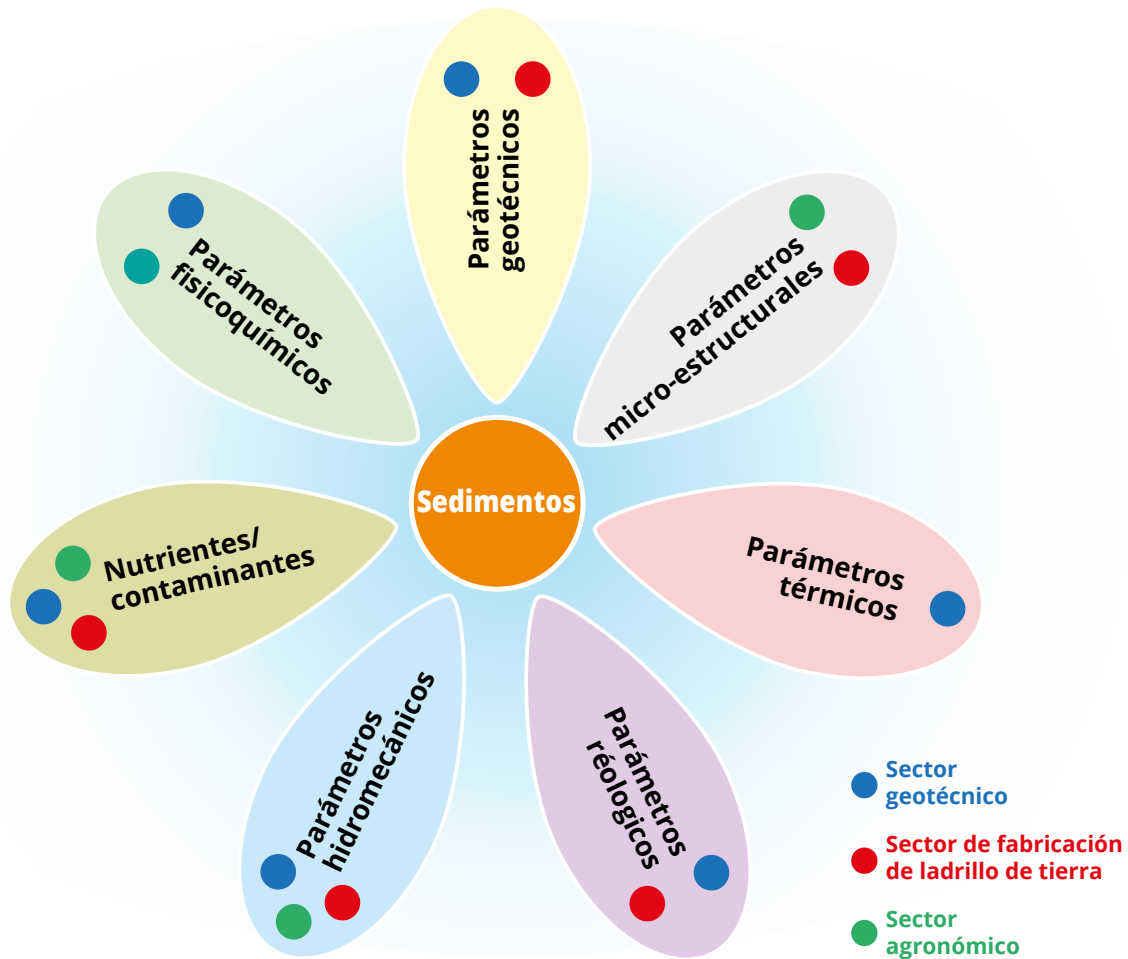 Parámetros
geotécnicos
Parámetros
micro-estructurales
Parámetros
térmicos
Parámetros
réologicos
Parámetros
hidromecánicos
Nutrientes/
contaminantes
Parámetros
fisicoquímicos
Sedimentos
Sector
geotécnico
Sector de fabricación
de ladrillo de tierra
Sector
agronómico